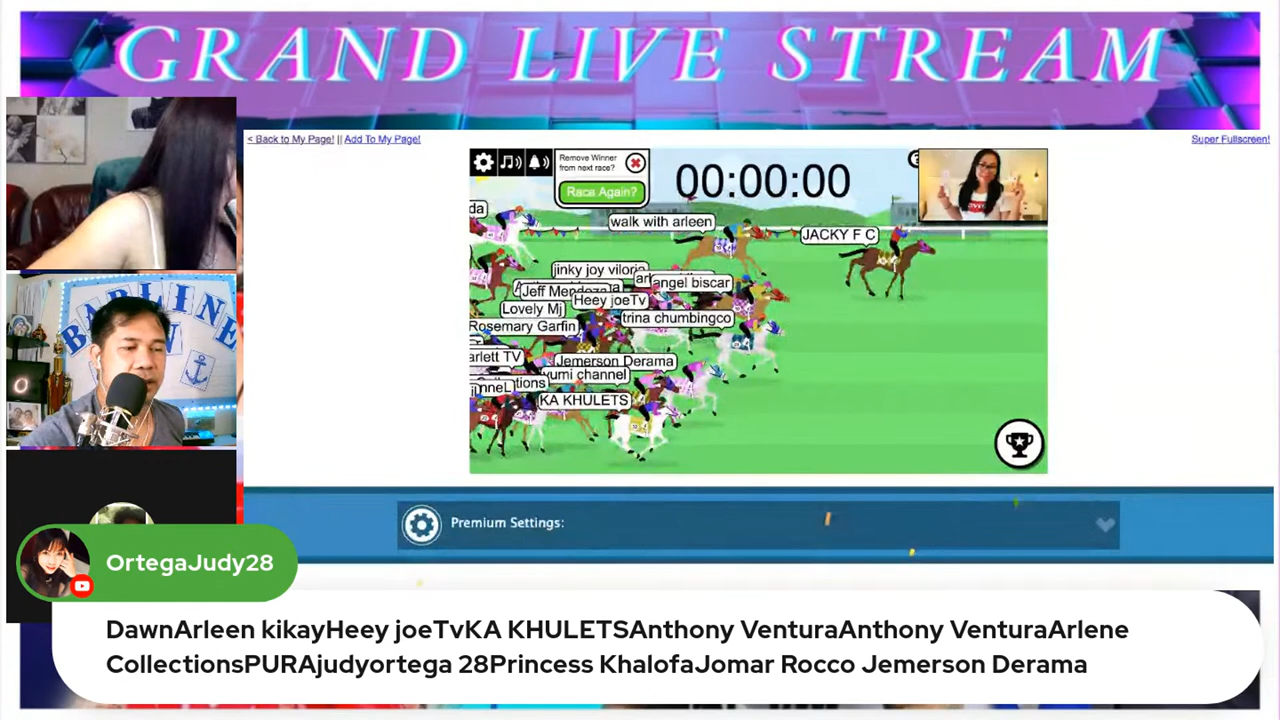 GRAND LIVE STREAM
< Back to My Page! || Add To My Page!
Super Fullscreen!
Remove Winner
from next race?
Race Again?
00:00:00
da
walk with arleen
JACKY F C
jinky joy viloria
angel biscar
Jeff Mendoza
Heey joeTv
Lovely Mj
trina chumbingco
Rosemary Garfin
arlett TV
Jemerson Derama
yumi channel
KA KHULETS
BARLINE
Premium Settings:
OrtegaJudy28
DawnArleen kikayHeey joeTvKA KHULETSAnthony VenturaAnthony VenturaArlene
CollectionsPURAjudyortega 28Princess KhalofaJomar Rocco Jemerson Derama